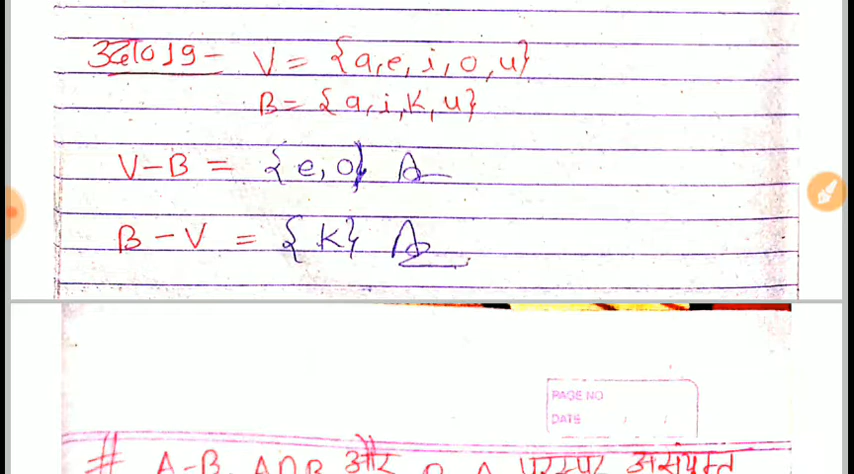 उदा019- V = {a, e, i, o, u}
B = {a, i, K, u}
V-B = {e, o} A
B-V = {K} A
PAGE NO
DATE
# A-B, A∩B और B-A परस्पर असंयुक्त